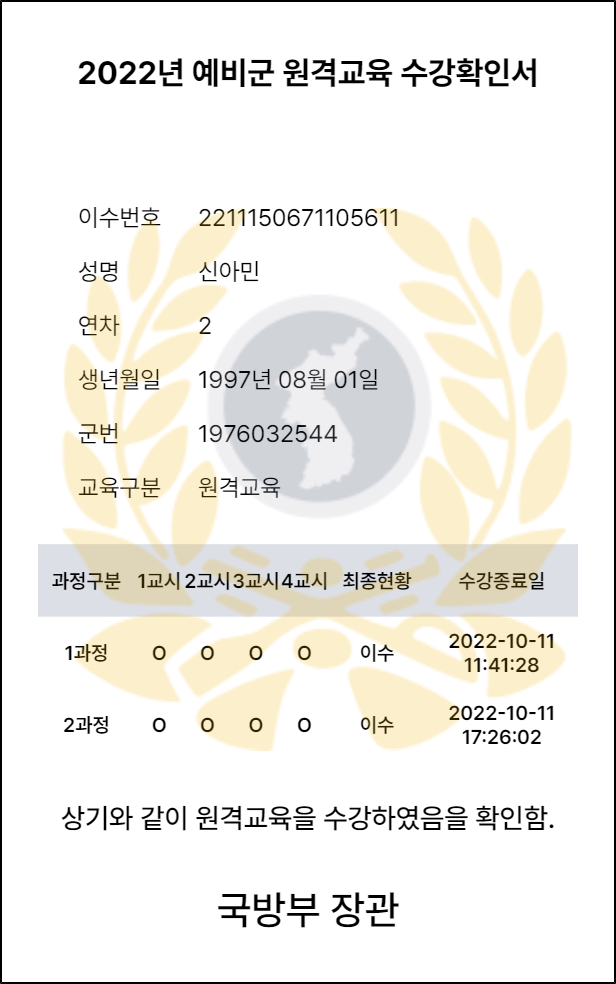 2022년 예비군 원격교육 수강확인서
이수번호 2211150671105611
성명 신아민
연차 2
생년월일 1997년 08월 01일
군번 1976032544
교육구분 원격교육
과정구분 1교시 2교시 3교시 4교시 최종현황 수강종료일
1과정 O O O O 이수 2022-10-11 11:41:28
2과정 O O O O 이수 2022-10-11 17:26:02
상기와 같이 원격교육을 수강하였음을 확인함.
국방부 장관